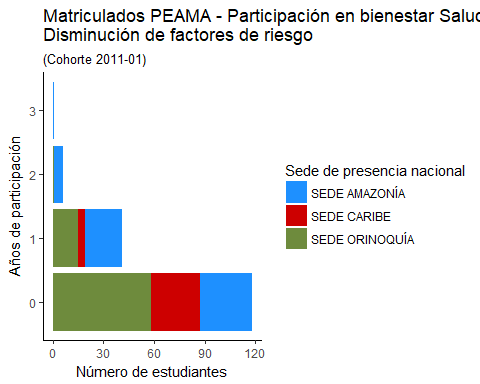 Matriculados PEAMA - Participación en bienestar Salud
Disminución de factores de riesgo
(Cohorte 2011-01)
Años de participación
3
2
1
0
0
30
60
90
120
Número de estudiantes
Sede de presencia nacional
SEDE AMAZONÍA
SEDE CARIBE
SEDE ORINOQUÍA